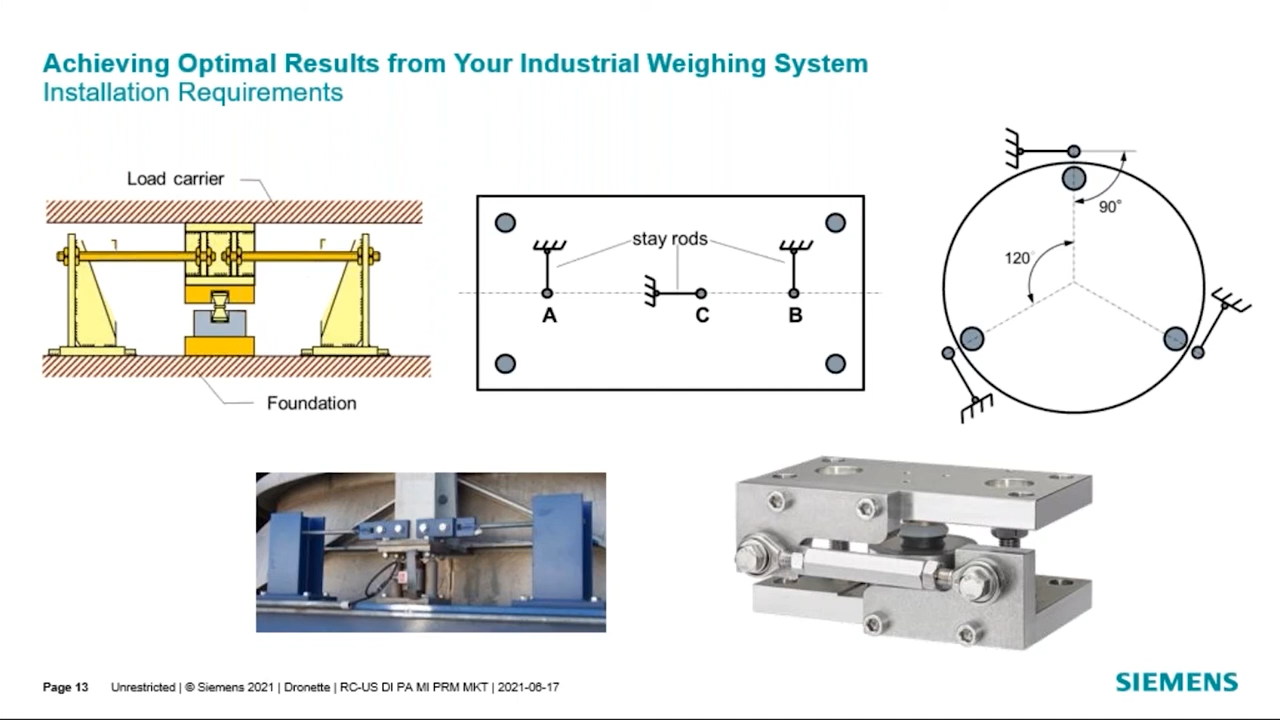 Achieving Optimal Results from Your Industrial Weighing System
Installation Requirements
Load carrier
Foundation
stay rods
A
C
B
90°
120°
Page 13 Unrestricted | © Siemens 2021 | Dronette | RC-US DI PA MI PRM MKT | 2021-06-17
SIEMENS